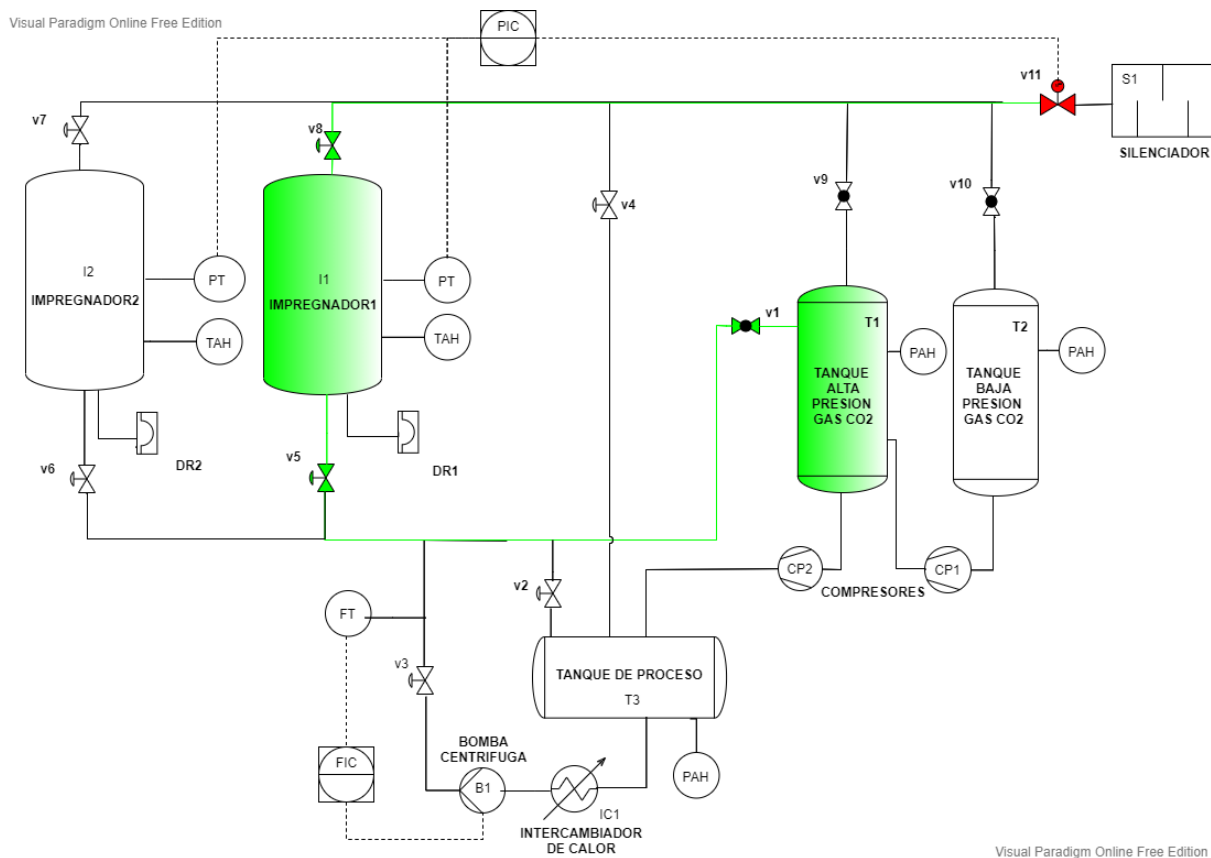 Visual Paradigm Online Free Edition
PIC
v11
S1
SILENCIADOR
v7
v8
v9
v10
v4
I2
IMPREGNADOR2
PT
TAH
I1
IMPREGNADOR1
PT
TAH
v1
T1
TANQUE
ALTA
PRESION
GAS CO2
PAH
T2
TANQUE
BAJA
PRESION
GAS CO2
PAH
DR2
DR1
v6
v5
CP2
CP1
COMPRESORES
v2
FT
v3
TANQUE DE PROCESO
T3
FIC
BOMBA
CENTRIFUGA
B1
IC1
INTERCAMBIADOR
DE CALOR
PAH
Visual Paradigm Online Free Edition